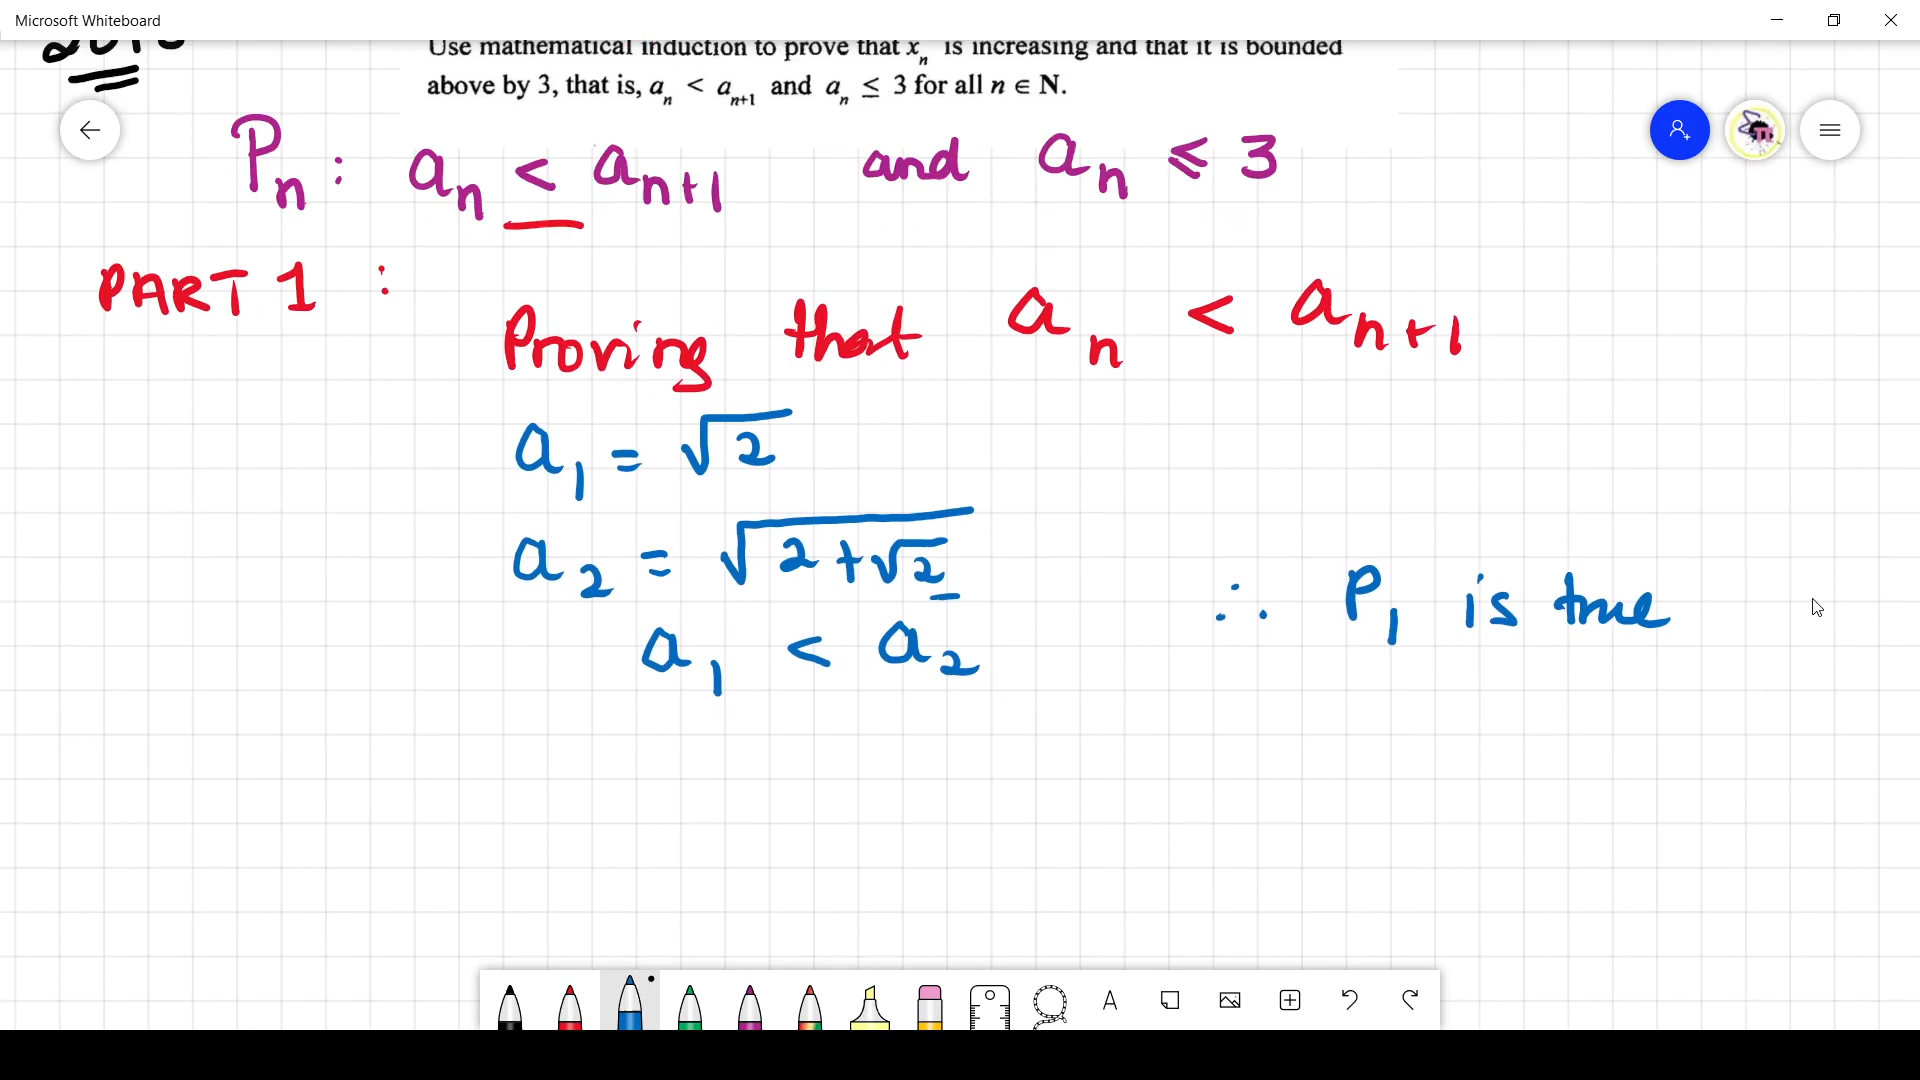 Microsoft Whiteboard
Use mathematical induction to prove that xₙ is increasing and that it is bounded
above by 3, that is, aₙ < aₙ₊₁ and aₙ ≤ 3 for all n ∈ N.
Pₙ : aₙ < aₙ₊₁ and aₙ ≤ 3
PART 1 :
Proving that aₙ < aₙ₊₁
a₁ = √2
a₂ = √(2+√2)
∴ P₁ is true
a₁ < a₂